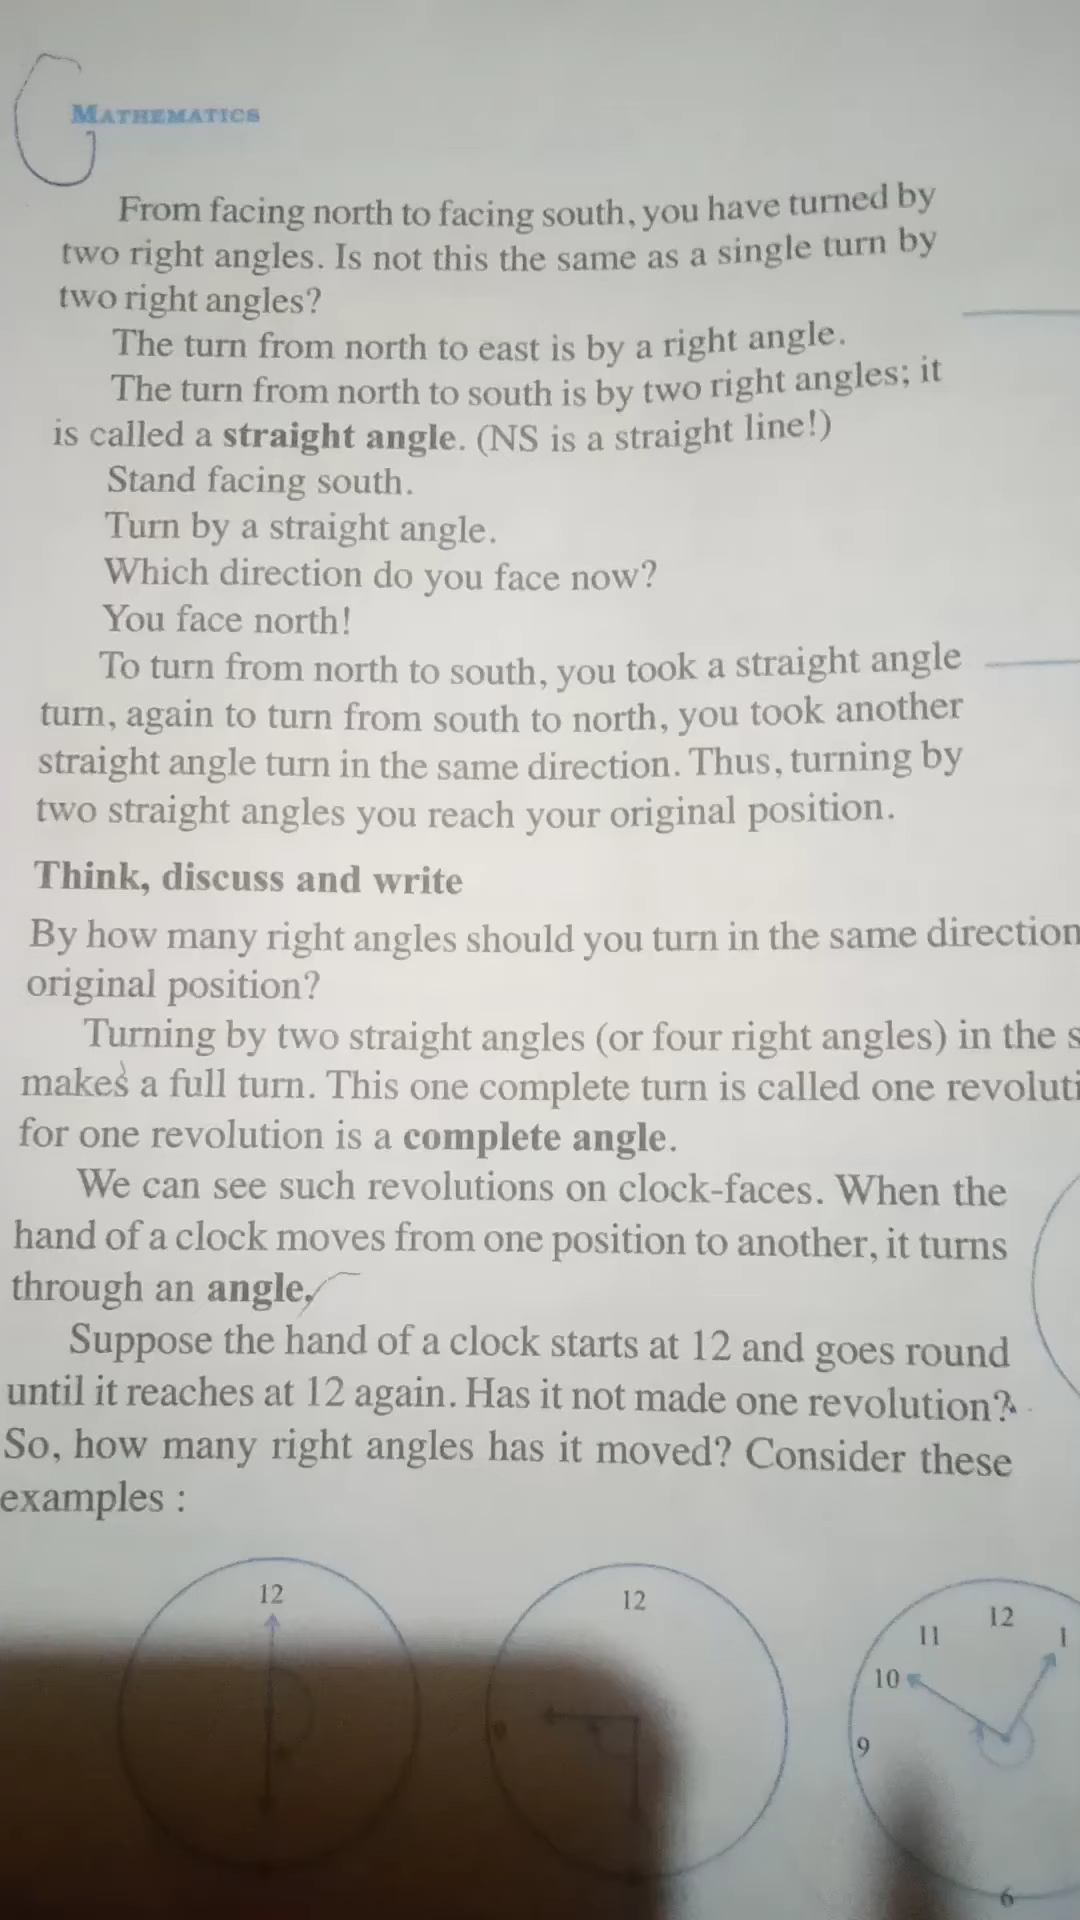 MATHEMATICS
From facing north to facing south, you have turned by
two right angles. Is not this the same as a single turn by
two right angles?
The turn from north to east is by a right angle.
The turn from north to south is by two right angles; it
is called a straight angle. (NS is a straight line!)
Stand facing south.
Turn by a straight angle.
Which direction do you face now?
You face north!
To turn from north to south, you took a straight angle
turn, again to turn from south to north, you took another
straight angle turn in the same direction. Thus, turning by
two straight angles you reach your original position.
Think, discuss and write
By how many right angles should you turn in the same direction
original position?
Turning by two straight angles (or four right angles) in the s
makes a full turn. This one complete turn is called one revoluti
for one revolution is a complete angle.
We can see such revolutions on clock-faces. When the
hand of a clock moves from one position to another, it turns
through an angle.
Suppose the hand of a clock starts at 12 and goes round
until it reaches at 12 again. Has it not made one revolution?
So, how many right angles has it moved? Consider these
examples :
12
12
12
11
1
10
9
6